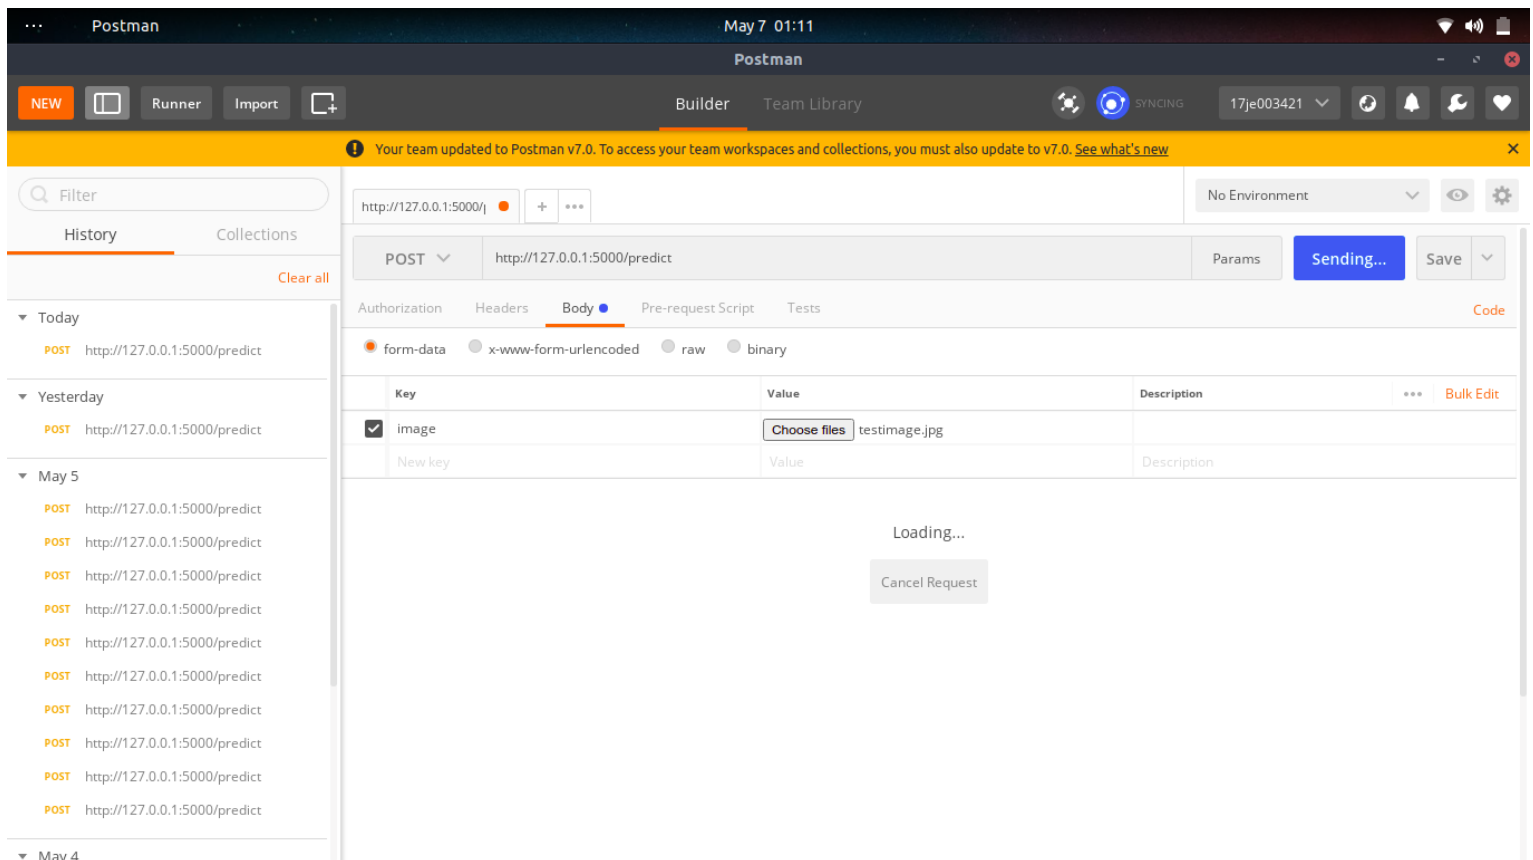 Postman
May 7 01:11
Postman
NEW
Runner
Import
Builder
Team Library
SYNCING
17je003421
Your team updated to Postman v7.0. To access your team workspaces and collections, you must also update to v7.0. See what's new
Filter
History
Collections
Clear all
Today
POST http://127.0.0.1:5000/predict
Yesterday
POST http://127.0.0.1:5000/predict
May 5
POST http://127.0.0.1:5000/predict
POST http://127.0.0.1:5000/predict
POST http://127.0.0.1:5000/predict
POST http://127.0.0.1:5000/predict
POST http://127.0.0.1:5000/predict
POST http://127.0.0.1:5000/predict
POST http://127.0.0.1:5000/predict
POST http://127.0.0.1:5000/predict
POST http://127.0.0.1:5000/predict
POST http://127.0.0.1:5000/predict
May 4
http://127.0.0.1:5000/
+
No Environment
POST
http://127.0.0.1:5000/predict
Params
Sending...
Save
Authorization
Headers
Body
Pre-request Script
Tests
Code
form-data
x-www-form-urlencoded
raw
binary
Key
Value
Description
Bulk Edit
image
Choose files testimage.jpg
New key
Value
Description
Loading...
Cancel Request